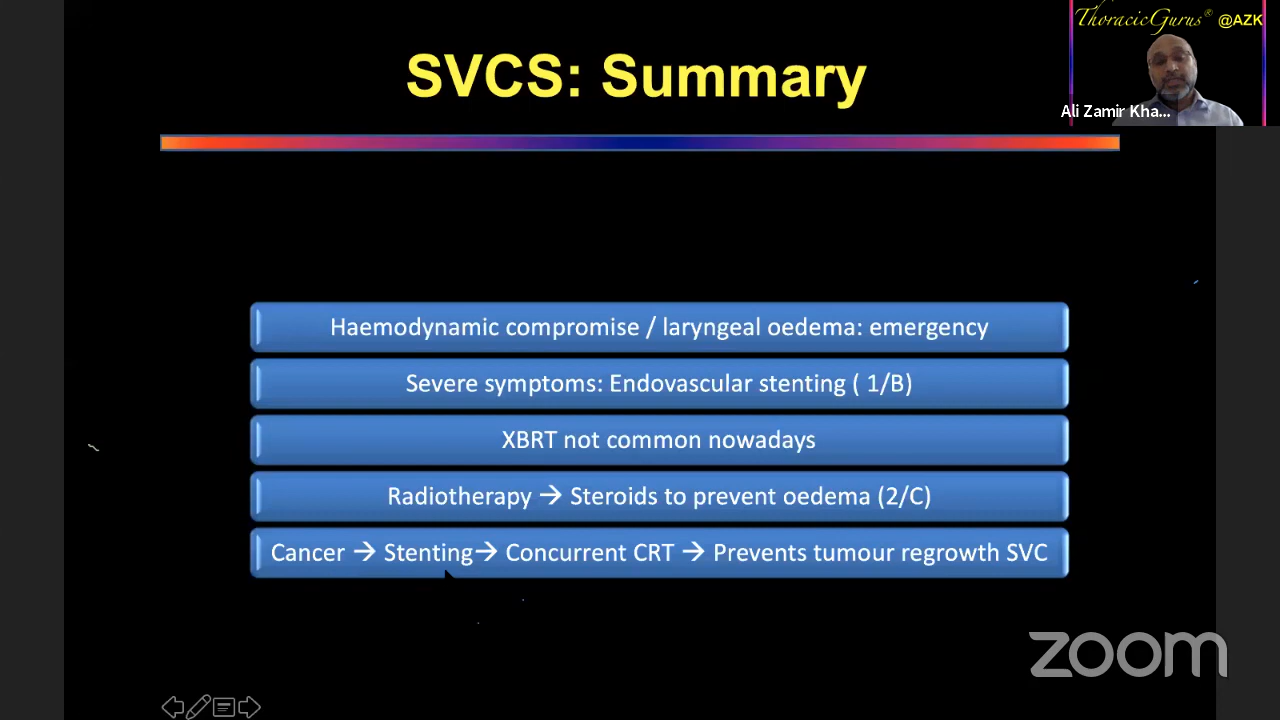 ThoracicGurus® @AZK
SVCS: Summary
Ali Zamir Kha...
Haemodynamic compromise / laryngeal oedema: emergency
Severe symptoms: Endovascular stenting ( 1/B)
XBRT not common nowadays
Radiotherapy → Steroids to prevent oedema (2/C)
Cancer → Stenting→ Concurrent CRT → Prevents tumour regrowth SVC
zoom